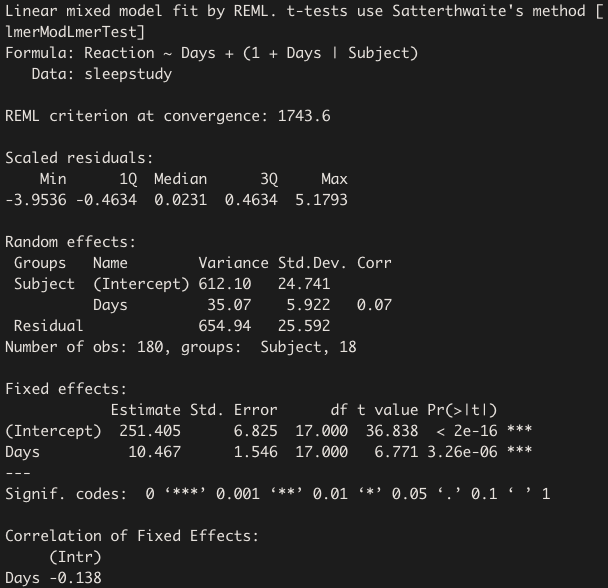 Linear mixed model fit by REML. t-tests use Satterthwaite's method [
lmerModLmerTest]
Formula: Reaction ~ Days + (1 + Days | Subject)
   Data: sleepstudy

REML criterion at convergence: 1743.6

Scaled residuals:
    Min      1Q  Median      3Q     Max
-3.9536 -0.4634  0.0231  0.4634  5.1793

Random effects:
 Groups   Name        Variance Std.Dev. Corr
 Subject  (Intercept) 612.10   24.741
          Days         35.07    5.922   0.07
 Residual             654.94   25.592
Number of obs: 180, groups:  Subject, 18

Fixed effects:
            Estimate Std. Error      df t value Pr(>|t|)
(Intercept)  251.405      6.825  17.000  36.838  < 2e-16 ***
Days          10.467      1.546  17.000   6.771 3.26e-06 ***
---
Signif. codes:  0 ‘***’ 0.001 ‘**’ 0.01 ‘*’ 0.05 ‘.’ 0.1 ‘ ’ 1

Correlation of Fixed Effects:
     (Intr)
Days -0.138